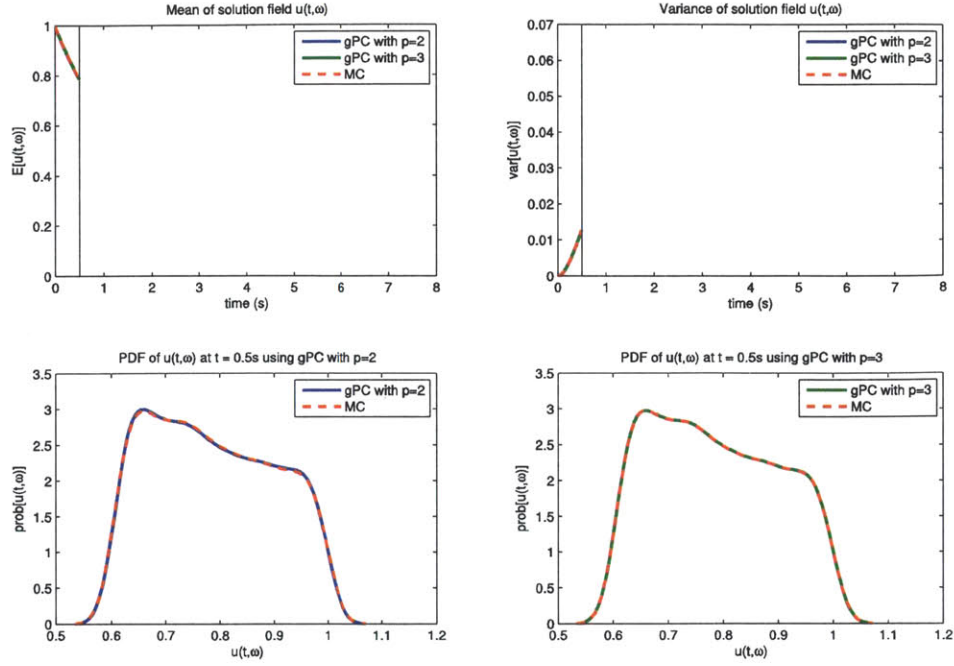 Mean of solution field u(t,ω)
E[u(t,ω)]
1
0.8
0.6
0.4
0.2
0
gPC with p=2
gPC with p=3
MC
0 1 2 3 4 5 6 7 8
time (s)
Variance of solution field u(t,ω)
var[u(t,ω)]
0.07
0.06
0.05
0.04
0.03
0.02
0.01
0
gPC with p=2
gPC with p=3
MC
0 1 2 3 4 5 6 7 8
time (s)
PDF of u(t,ω) at t = 0.5s using gPC with p=2
prob[u(t,ω)]
3.5
3
2.5
2
1.5
1
0.5
0
gPC with p=2
MC
0.5 0.6 0.7 0.8 0.9 1 1.1 1.2
u(t,ω)
PDF of u(t,ω) at t = 0.5s using gPC with p=3
prob[u(t,ω)]
3.5
3
2.5
2
1.5
1
0.5
0
gPC with p=3
MC
0.5 0.6 0.7 0.8 0.9 1 1.1 1.2
u(t,ω)